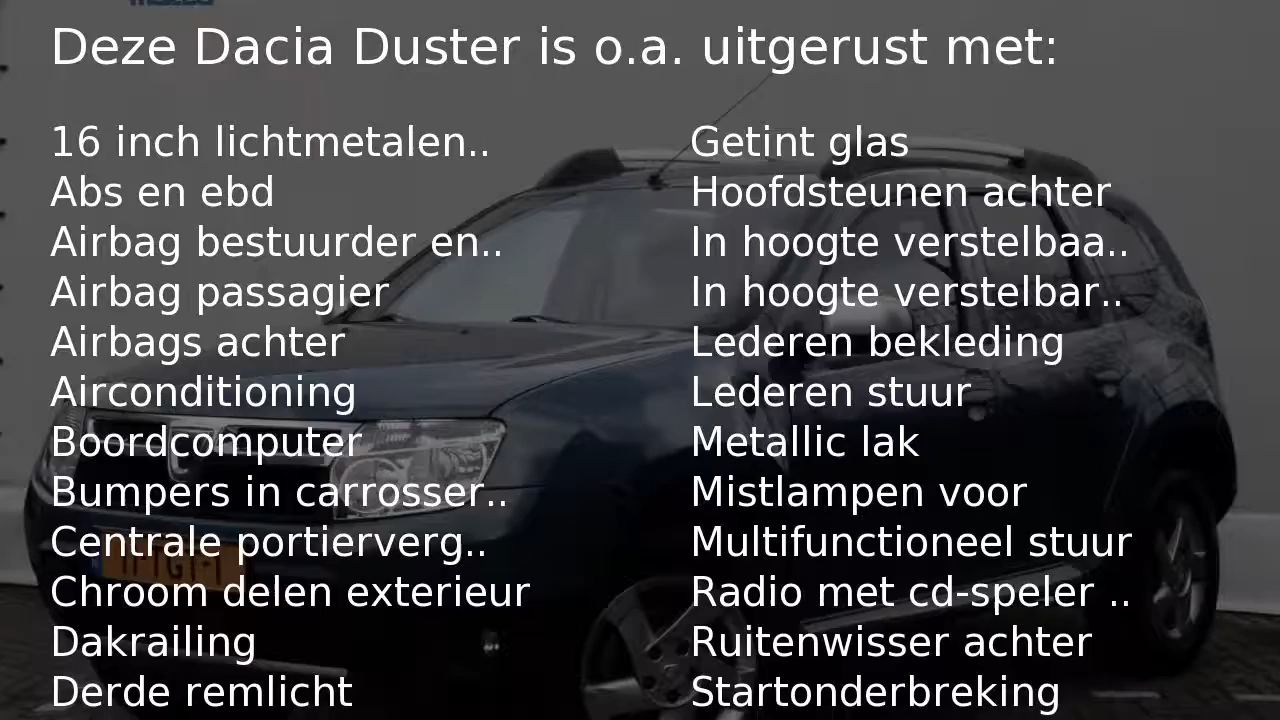 Deze Dacia Duster is o.a. uitgerust met:
16 inch lichtmetalen..
Abs en ebd
Airbag bestuurder en..
Airbag passagier
Airbags achter
Airconditioning
Boordcomputer
Bumpers in carrosser..
Centrale portierverg..
Chroom delen exterieur
Dakrailing
Derde remlicht
Getint glas
Hoofdsteunen achter
In hoogte verstelbaa..
In hoogte verstelbar..
Lederen bekleding
Lederen stuur
Metallic lak
Mistlampen voor
Multifunctioneel stuur
Radio met cd-speler ..
Ruitenwisser achter
Startonderbreking